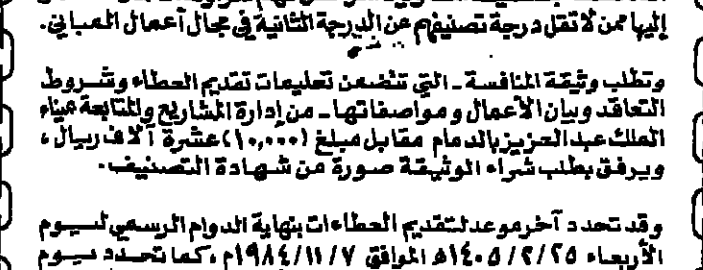 إليها ممن لا تقل درجة تصنيفهم عن الدرجة الثانية في مجال أعمال المباني.
وتطلب وثيقة المنافسة ـ التي تتضمن تعليمات تقديم العطاء وشروط
التعاقد وبيان الأعمال ومواصفاتها ـ من إدارة المشاريع والمتابعة ميناء
الملك عبدالعزيز بالدمام مقابل مبلغ (١٠,٠٠٠) عشرة آلاف ريال ،
ويرفق بطلب شراء الوثيقة صورة من شهادة التصنيف.
وقد تحدد آخر موعد لتقديم العطاءات بنهاية الدوام الرسمي ليوم
الأربعاء ١٤٠٥/٢/٢٥ه الموافق ١٩٨٤/١١/٧م ، كما تحدد يوم